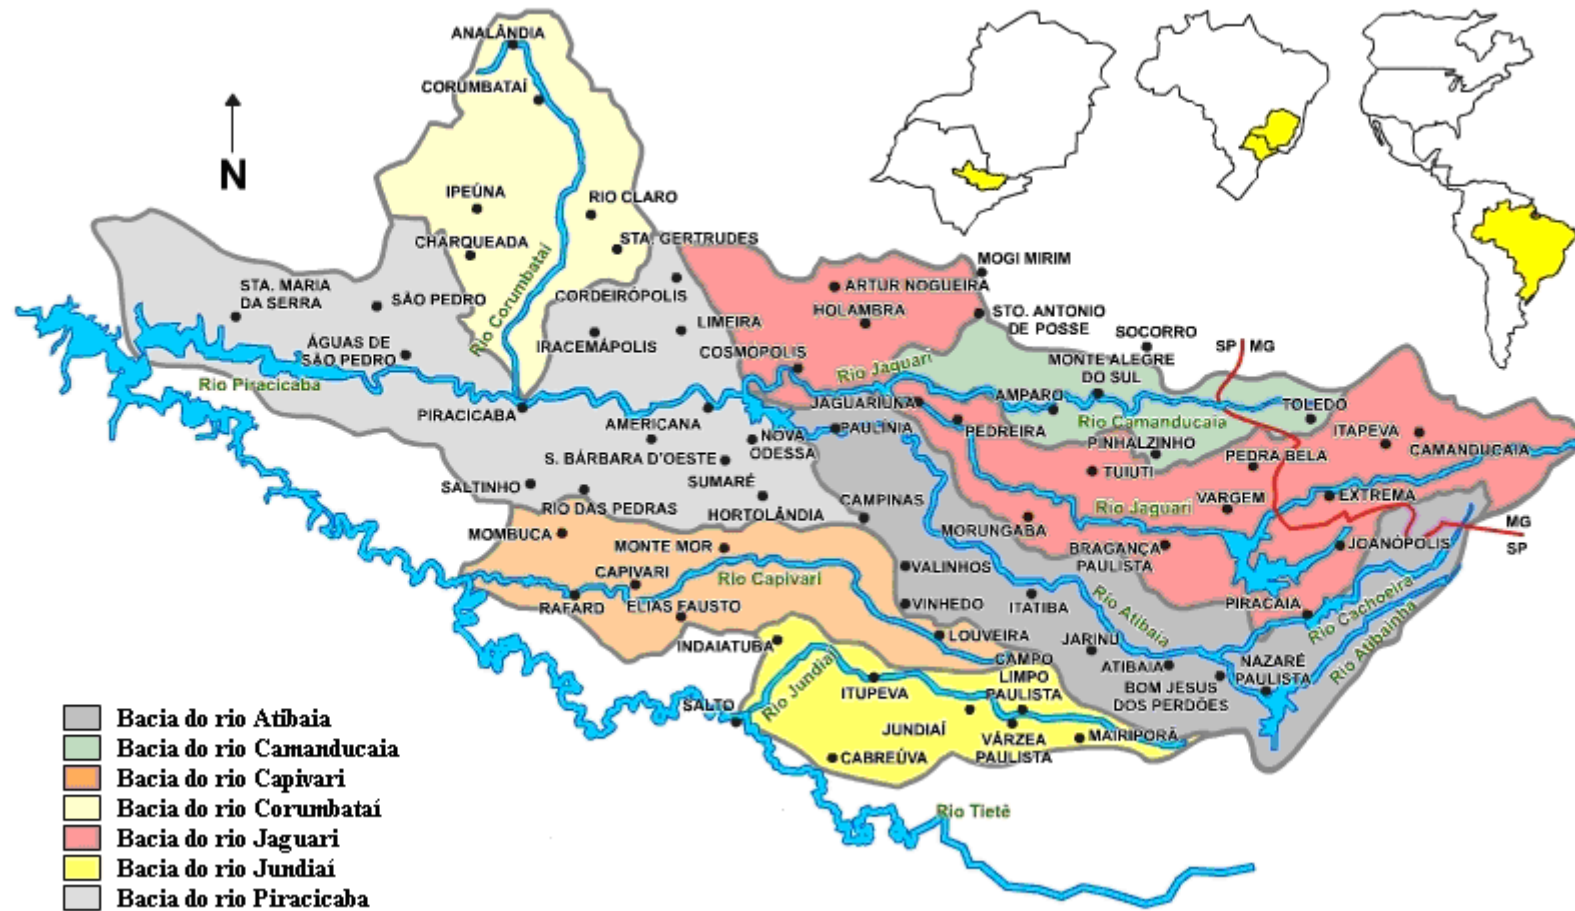 ANALÂNDIA
CORUMBATAÍ
N
IPEÚNA
RIO CLARO
CHARQUEADA
STA. GERTRUDES
Rio Corumbataí
STA. MARIA
DA SERRA
SÃO PEDRO
CORDEIRÓPOLIS
LIMEIRA
IRACEMÁPOLIS
ÁGUAS DE
SÃO PEDRO
Rio Piracicaba
PIRACICABA
AMERICANA
NOVA
ODESSA
S. BÁRBARA D'OESTE
SUMARÉ
SALTINHO
RIO DAS PEDRAS
HORTOLÂNDIA
MOGI MIRIM
ARTUR NOGUEIRA
HOLAMBRA
STO. ANTONIO
DE POSSE
SOCORRO
COSMÓPOLIS
Rio Jaguari
MONTE ALEGRE
DO SUL
SP
MG
JAGUARIUNA
AMPARO
TOLEDO
PAULÍNIA
PEDREIRA
Rio Camanducaia
ITAPEVA
PINHALZINHO
PEDRA BELA
CAMANDUCAIA
TUIUTI
CAMPINAS
VARGEM
EXTREMA
MORUNGABA
Rio Jaguari
BRAGANÇA
PAULISTA
JOANÓPOLIS
MG
SP
MOMBUCA
MONTE MOR
CAPIVARI
Rio Capivari
RAFARD
ELIAS FAUSTO
VALINHOS
VINHEDO
ITATIBA
Rio Atibaia
PIRACAIA
Rio Cachoeira
Rio Atibainha
INDAIATUBA
LOUVEIRA
JARINU
ATIBAIA
NAZARÉ
PAULISTA
BOM JESUS
DOS PERDÕES
CAMPO
LIMPO
PAULISTA
Rio Jundiaí
ITUPEVA
SALTO
JUNDIAÍ
VÁRZEA
PAULISTA
MAIRIPORÃ
CABREÚVA
Rio Tietê
Bacia do rio Atibaia
Bacia do rio Camanducaia
Bacia do rio Capivari
Bacia do rio Corumbataí
Bacia do rio Jaguari
Bacia do rio Jundiaí
Bacia do rio Piracicaba